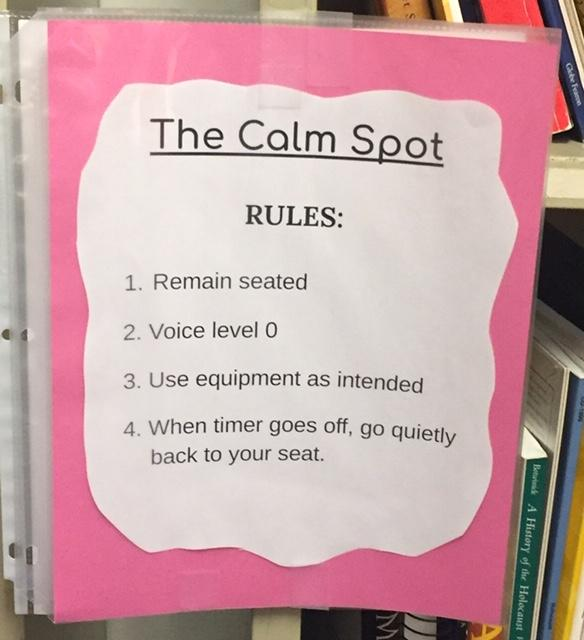 The Calm Spot
RULES:
1. Remain seated
2. Voice level 0
3. Use equipment as intended
4. When timer goes off, go quietly
back to your seat.
A History of the Holocaust